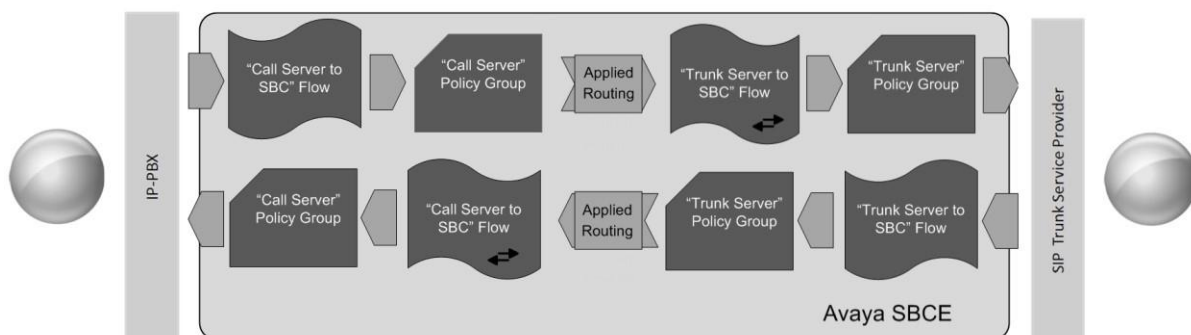 IP-PBX
“Call Server to
SBC” Flow
“Call Server”
Policy Group
Applied
Routing
“Trunk Server to
SBC” Flow
“Trunk Server”
Policy Group
“Call Server”
Policy Group
“Call Server to
SBC” Flow
Applied
Routing
“Trunk Server”
Policy Group
“Trunk Server to
SBC” Flow
SIP Trunk Service Provider
Avaya SBCE